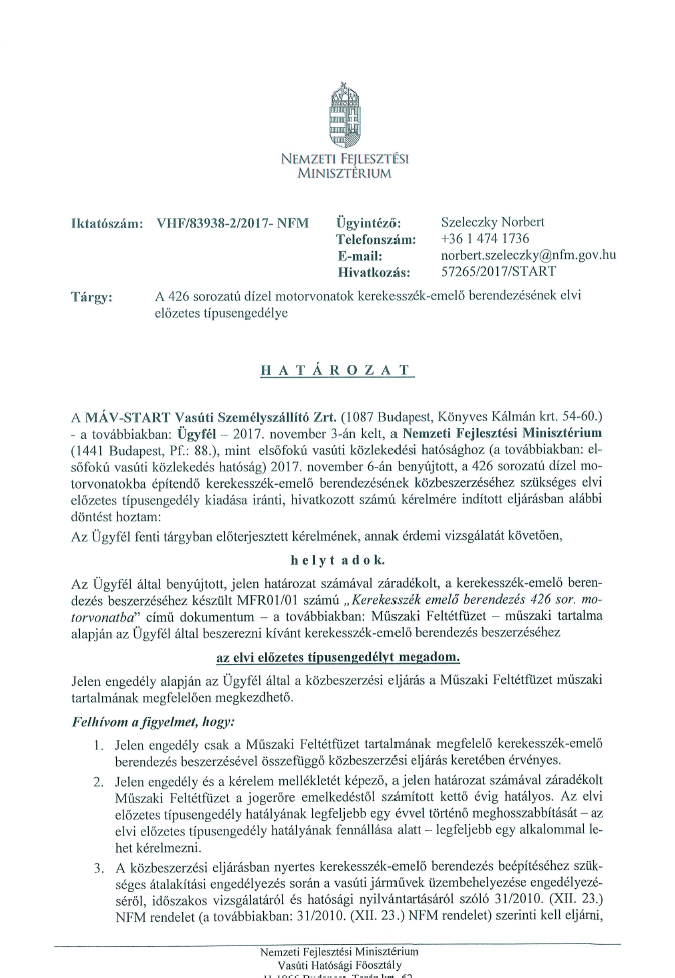 NEMZETI FEJLESZTÉSI
MINISZTÉRIUM
Iktatószám: VHF/83938-2/2017- NFM Ügyintéző: Szeleczky Norbert
Telefonszám: +36 1 474 1736
E-mail: norbert.szeleczky@nfm.gov.hu
Hivatkozás: 57265/2017/START
Tárgy: A 426 sorozatú dízel motorvonatok kerekesszék-emelő berendezésének elvi
előzetes típusengedélye
H A T Á R O Z A T
A MÁV-START Vasúti Személyszállító Zrt. (1087 Budapest, Könyves Kálmán krt. 54-60.)
- a továbbiakban: Ügyfél – 2017. november 3-án kelt, a Nemzeti Fejlesztési Minisztérium
(1441 Budapest, Pf.: 88.), mint elsőfokú vasúti közlekedési hatósághoz (a továbbiakban: el-
sőfokú vasúti közlekedés hatóság) 2017. november 6-án benyújtott, a 426 sorozatú dízel mo-
torvonatokba építendő kerekesszék-emelő berendezésének közbeszerzéséhez szükséges elvi
előzetes típusengedély kiadása iránti, hivatkozott számú kérelmére indított eljárásban alábbi
döntést hoztam:
Az Ügyfél fenti tárgyban előterjesztett kérelmének, annak érdemi vizsgálatát követően,
h e l y t a d o k.
Az Ügyfél által benyújtott, jelen határozat számával záradékolt, a kerekesszék-emelő beren-
dezés beszerzéséhez készült MFR01/01 számú „Kerekesszék emelő berendezés 426 sor. mo-
torvonatba” című dokumentum – a továbbiakban: Műszaki Feltétfüzet – műszaki tartalma
alapján az Ügyfél által beszerezni kívánt kerekesszék-emelő berendezés beszerzéséhez
az elvi előzetes típusengedélyt megadom.
Jelen engedély alapján az Ügyfél által a közbeszerzési eljárás a Műszaki Feltétfüzet műszaki
tartalmának megfelelően megkezdhető.
Felhívom a figyelmet, hogy:
1. Jelen engedély csak a Műszaki Feltétfüzet tartalmának megfelelő kerekesszék-emelő
berendezés beszerzésével összefüggő közbeszerzési eljárás keretében érvényes.
2. Jelen engedély és a kérelem mellékletét képező, a jelen határozat számával záradékolt
Műszaki Feltétfüzet a jogerőre emelkedéstől számított kettő évig hatályos. Az elvi
előzetes típusengedély hatályának legfeljebb egy évvel történő meghosszabbítását – az
elvi előzetes típusengedély hatályának fennállása alatt – legfeljebb egy alkalommal le-
het kérelmezni.
3. A közbeszerzési eljárásban nyertes kerekesszék-emelő berendezés beépítéséhez szük-
séges átalakítási engedélyezés során a vasúti járművek üzembehelyezése engedélyezé-
séről, időszakos vizsgálatáról és hatósági nyilvántartásáról szóló 31/2010. (XII. 23.)
NFM rendelet (a továbbiakban: 31/2010. (XII. 23.) NFM rendelet) szerinti kell eljárni,
Nemzeti Fejlesztési Minisztérium
Vasúti Hatósági Főosztály